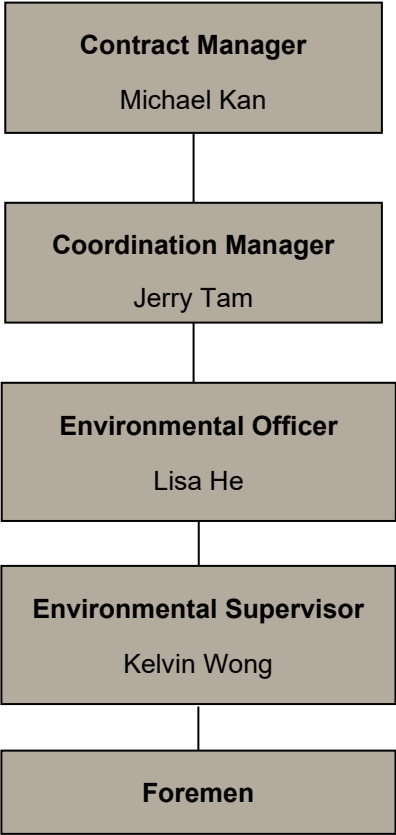 Contract Manager
Michael Kan
Coordination Manager
Jerry Tam
Environmental Officer
Lisa He
Environmental Supervisor
Kelvin Wong
Foremen